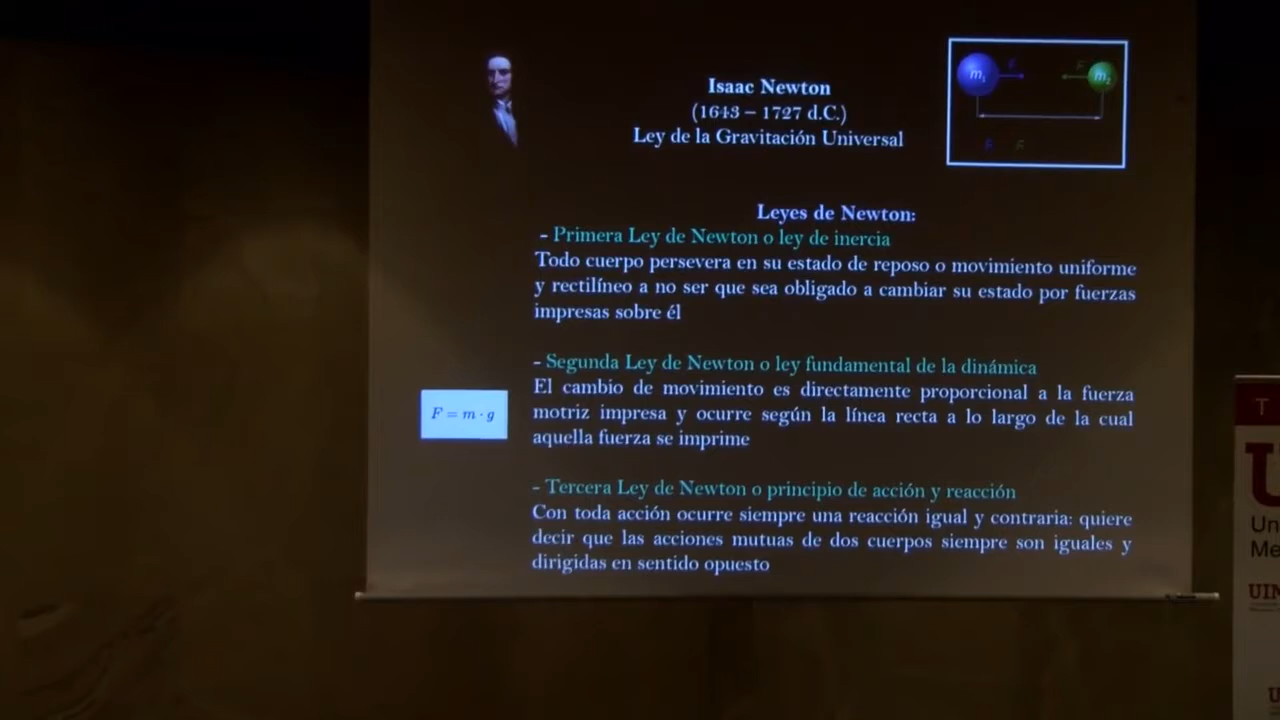 Isaac Newton
(1643 – 1727 d.C.)
Ley de la Gravitación Universal
m₁
F
F
m₂
F F
Leyes de Newton:
- Primera Ley de Newton o ley de inercia
Todo cuerpo persevera en su estado de reposo o movimiento uniforme
y rectilíneo a no ser que sea obligado a cambiar su estado por fuerzas
impresas sobre él
- Segunda Ley de Newton o ley fundamental de la dinámica
El cambio de movimiento es directamente proporcional a la fuerza
motriz impresa y ocurre según la línea recta a lo largo de la cual
aquella fuerza se imprime
F = m · g
- Tercera Ley de Newton o principio de acción y reacción
Con toda acción ocurre siempre una reacción igual y contraria: quiere
decir que las acciones mutuas de dos cuerpos siempre son iguales y
dirigidas en sentido opuesto
T
U
Un
Me
UIM